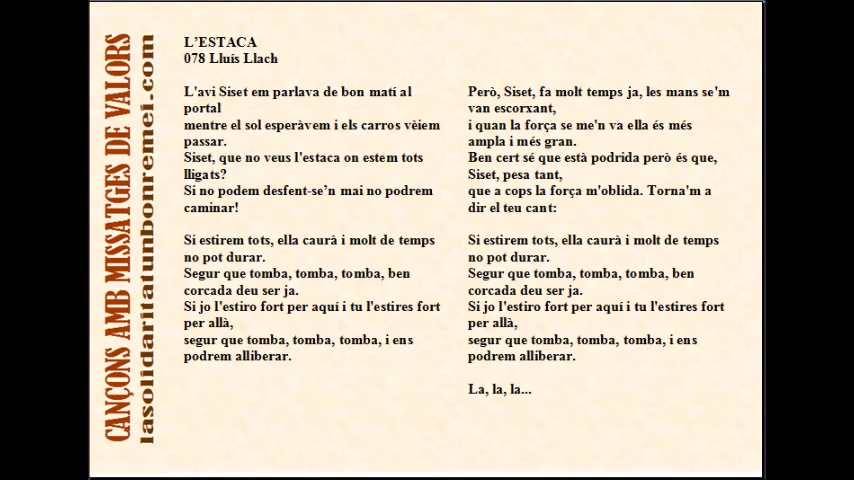 CANÇONS AMB MISSATGES DE VALORS
lasolidaritatunbonremei.com
L'ESTACA
078 Lluís Llach
L'avi Siset em parlava de bon matí al
portal
mentre el sol esperàvem i els carros vèiem
passar.
Siset, que no veus l'estaca on estem tots
lligats?
Si no podem desfent-se’n mai no podrem
caminar!
Si estirem tots, ella caurà i molt de temps
no pot durar.
Segur que tomba, tomba, tomba, ben
corcada deu ser ja.
Si jo l'estiro fort per aquí i tu l'estires fort
per allà,
segur que tomba, tomba, tomba, i ens
podrem alliberar.
Però, Siset, fa molt temps ja, les mans se'm
van escorxant,
i quan la força se me'n va ella és més
ampla i més gran.
Ben cert sé que està podrida però és que,
Siset, pesa tant,
que a cops la força m'oblida. Torna'm a
dir el teu cant:
Si estirem tots, ella caurà i molt de temps
no pot durar.
Segur que tomba, tomba, tomba, ben
corcada deu ser ja.
Si jo l'estiro fort per aquí i tu l'estires fort
per allà,
segur que tomba, tomba, tomba, i ens
podrem alliberar.
La, la, la...